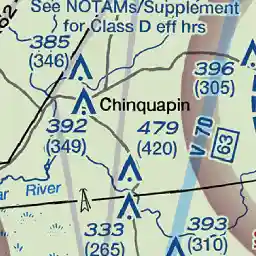 See NOTAMs/Supplement
for Class D eff hrs
385
(346)
396
(305)
Chinquapin
392
(349)
479
(420)
V 70
63
River
333
(265)
393
(310)